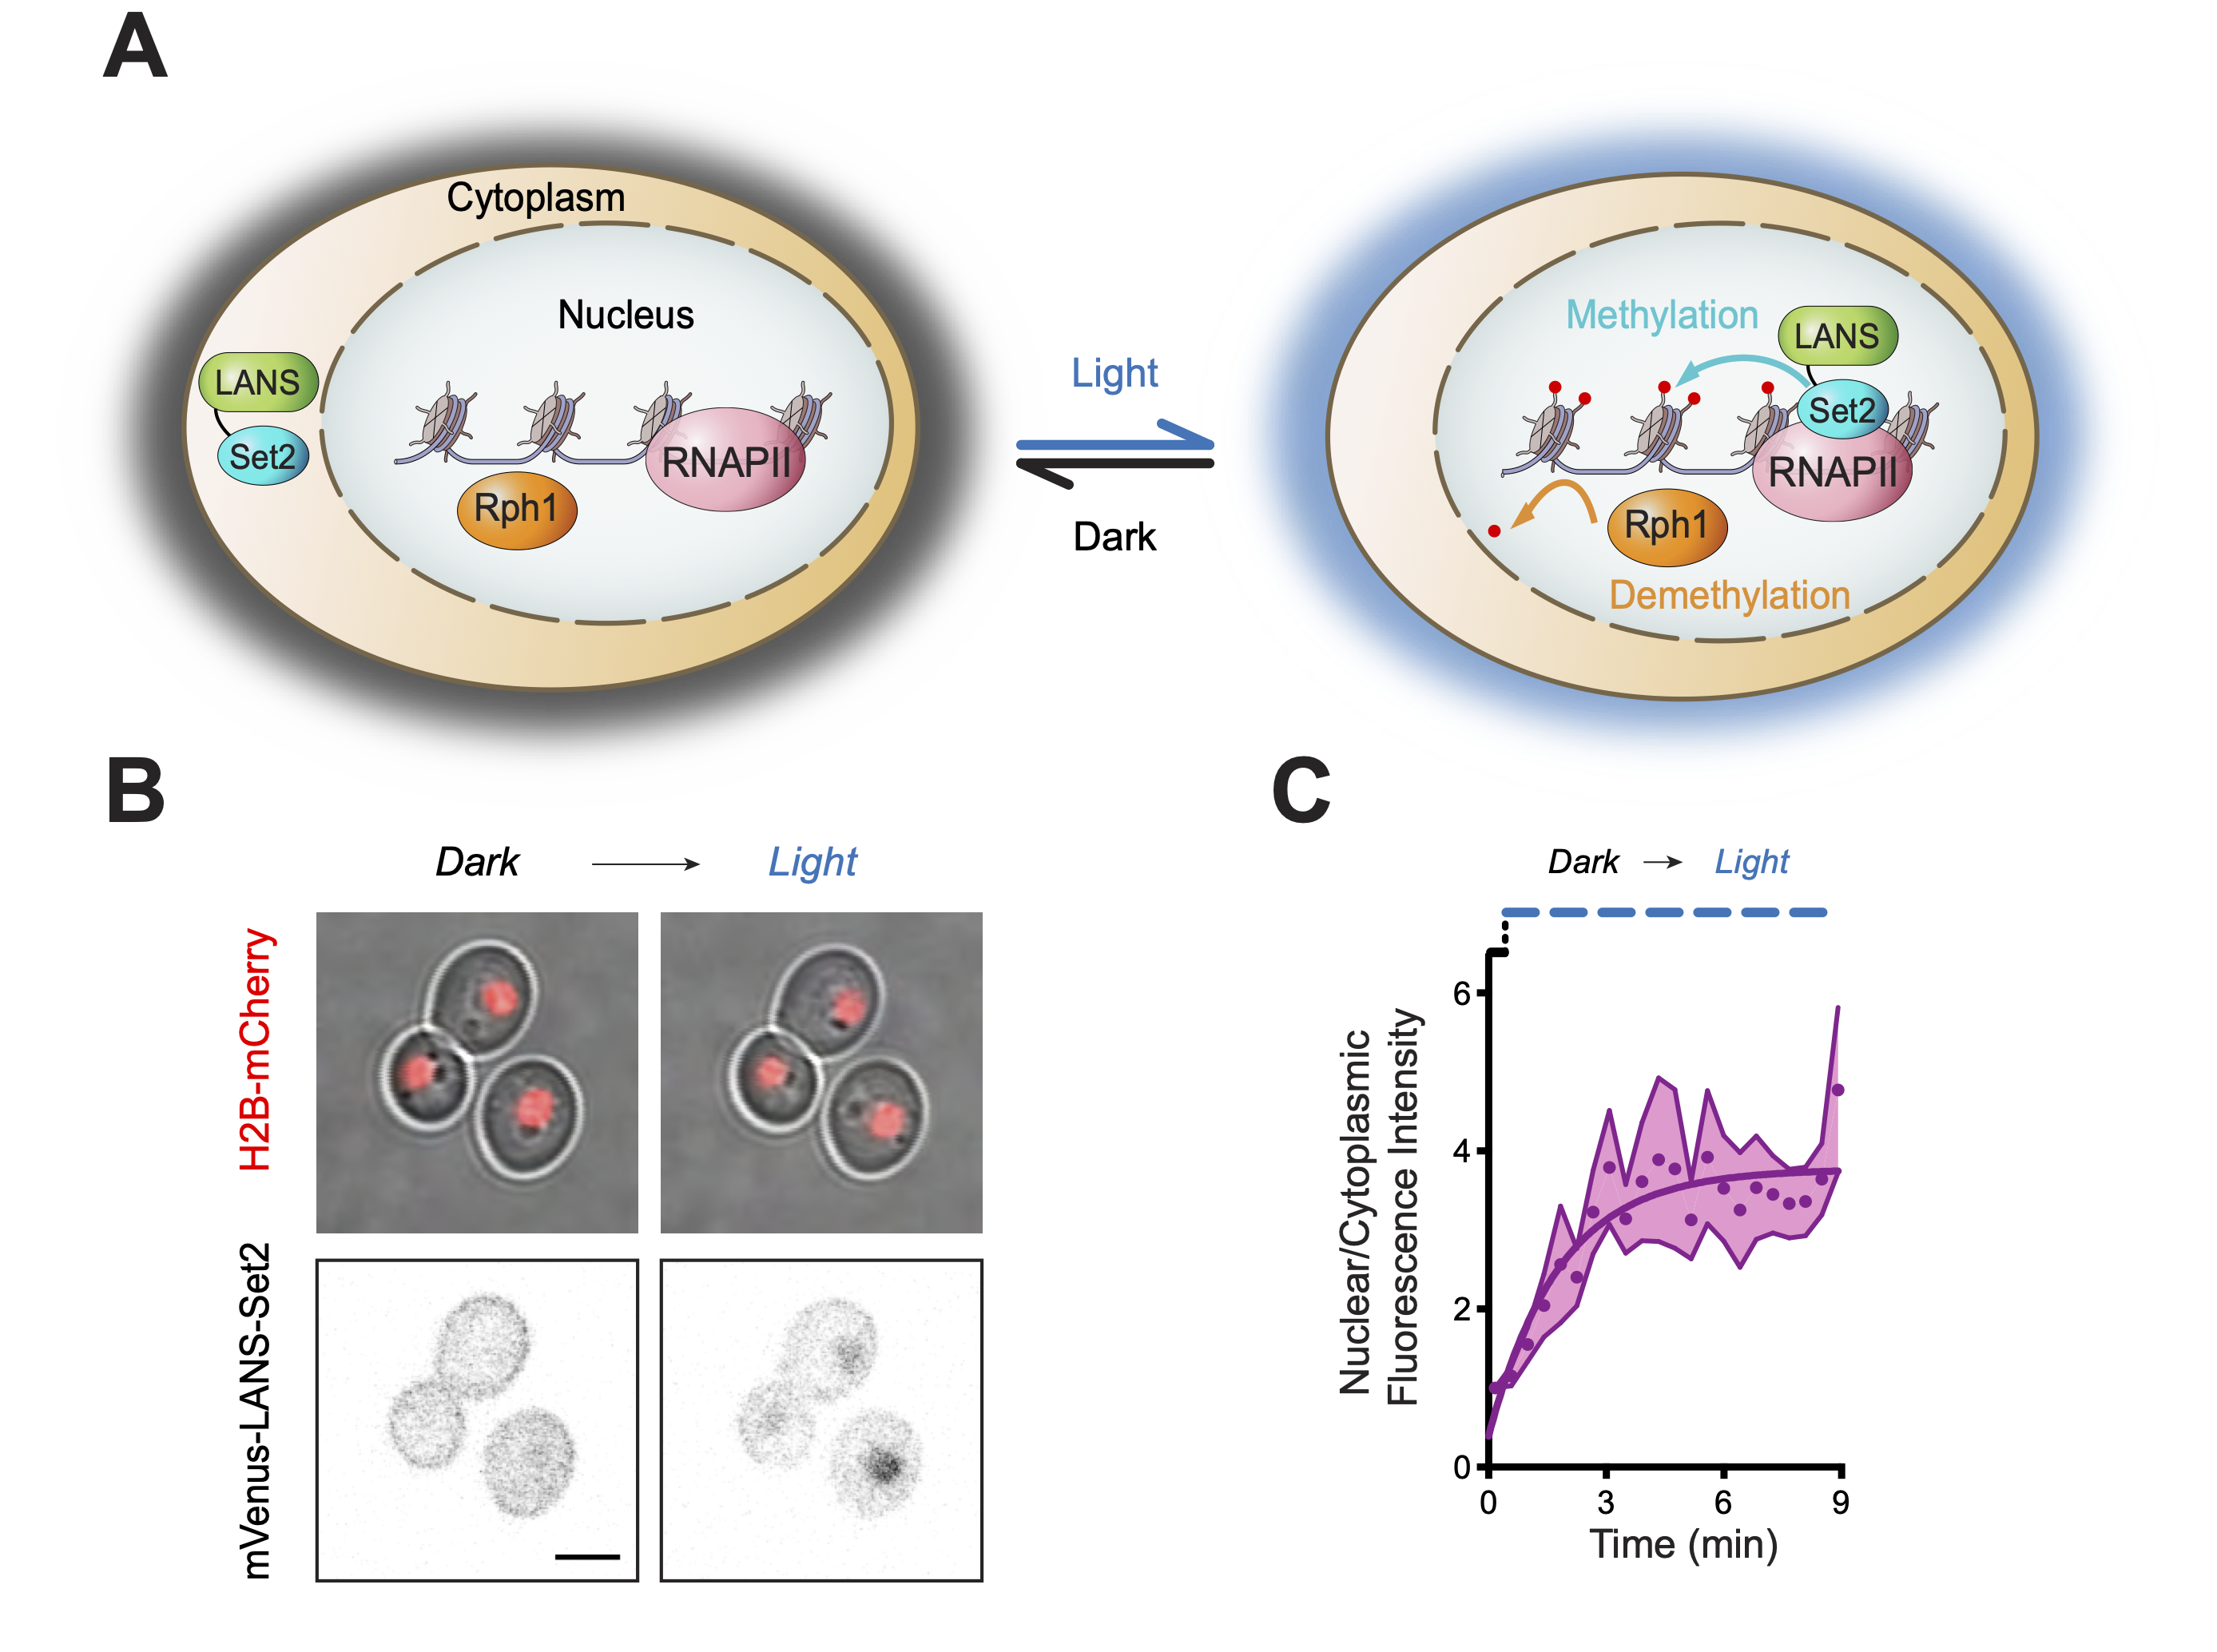 A
Cytoplasm
Nucleus
LANS
Set2
Rph1
RNAPII
Light
Dark
Methylation
LANS
Set2
RNAPII
Rph1
Demethylation
B
Dark
Light
H2B-mCherry
mVenus-LANS-Set2
C
Dark
Light
Nuclear/Cytoplasmic
Fluorescence Intensity
6
4
2
0
0 3 6 9
Time (min)